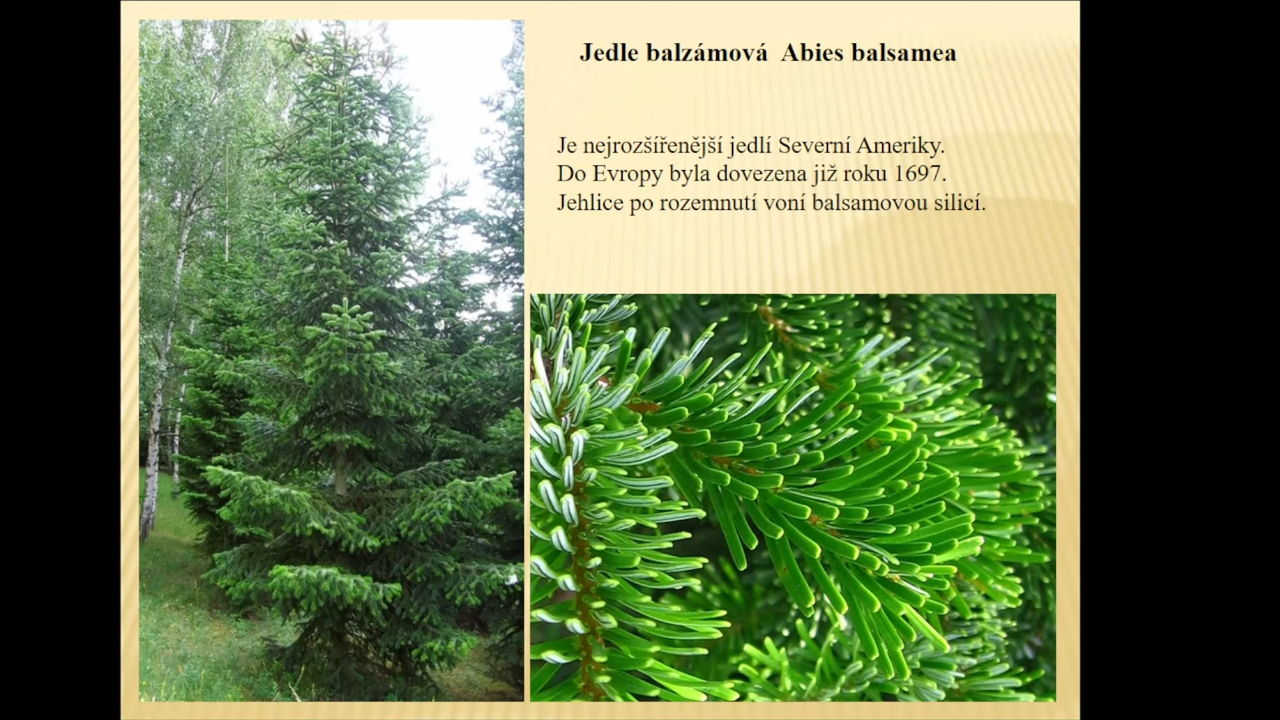 Jedle balzámová Abies balsamea
Je nejrozšířenější jedlí Severní Ameriky.
Do Evropy byla dovezena již roku 1697.
Jehlice po rozemnutí voní balsamovou silicí.